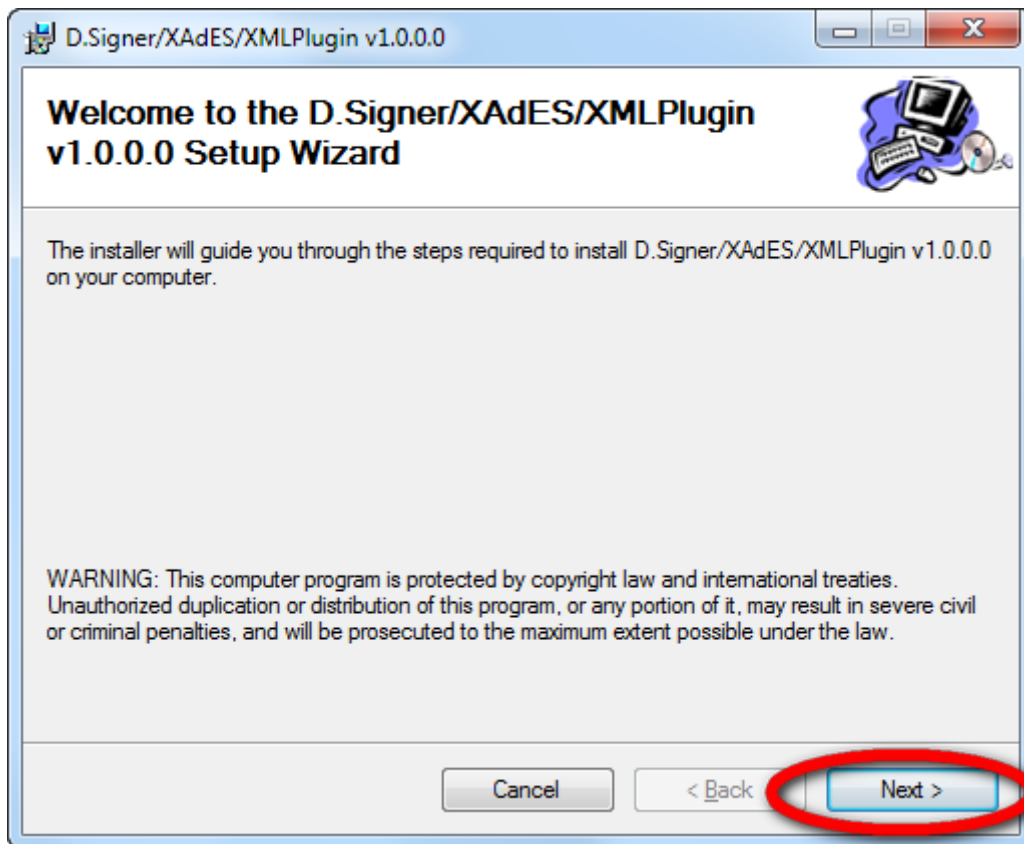 D.Signer/XAdES/XMLPlugin v1.0.0.0
Welcome to the D.Signer/XAdES/XMLPlugin
v1.0.0.0 Setup Wizard
The installer will guide you through the steps required to install D.Signer/XAdES/XMLPlugin v1.0.0.0
on your computer.
WARNING: This computer program is protected by copyright law and international treaties.
Unauthorized duplication or distribution of this program, or any portion of it, may result in severe civil
or criminal penalties, and will be prosecuted to the maximum extent possible under the law.
Cancel < Back Next >